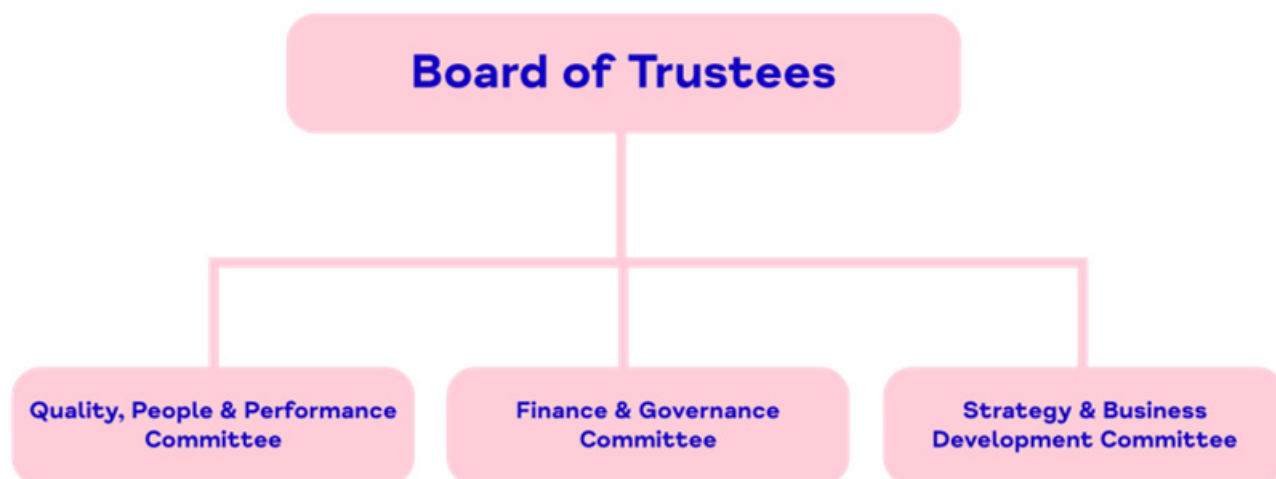 Board of Trustees
Quality, People & Performance
Committee
Finance & Governance
Committee
Strategy & Business
Development Committee